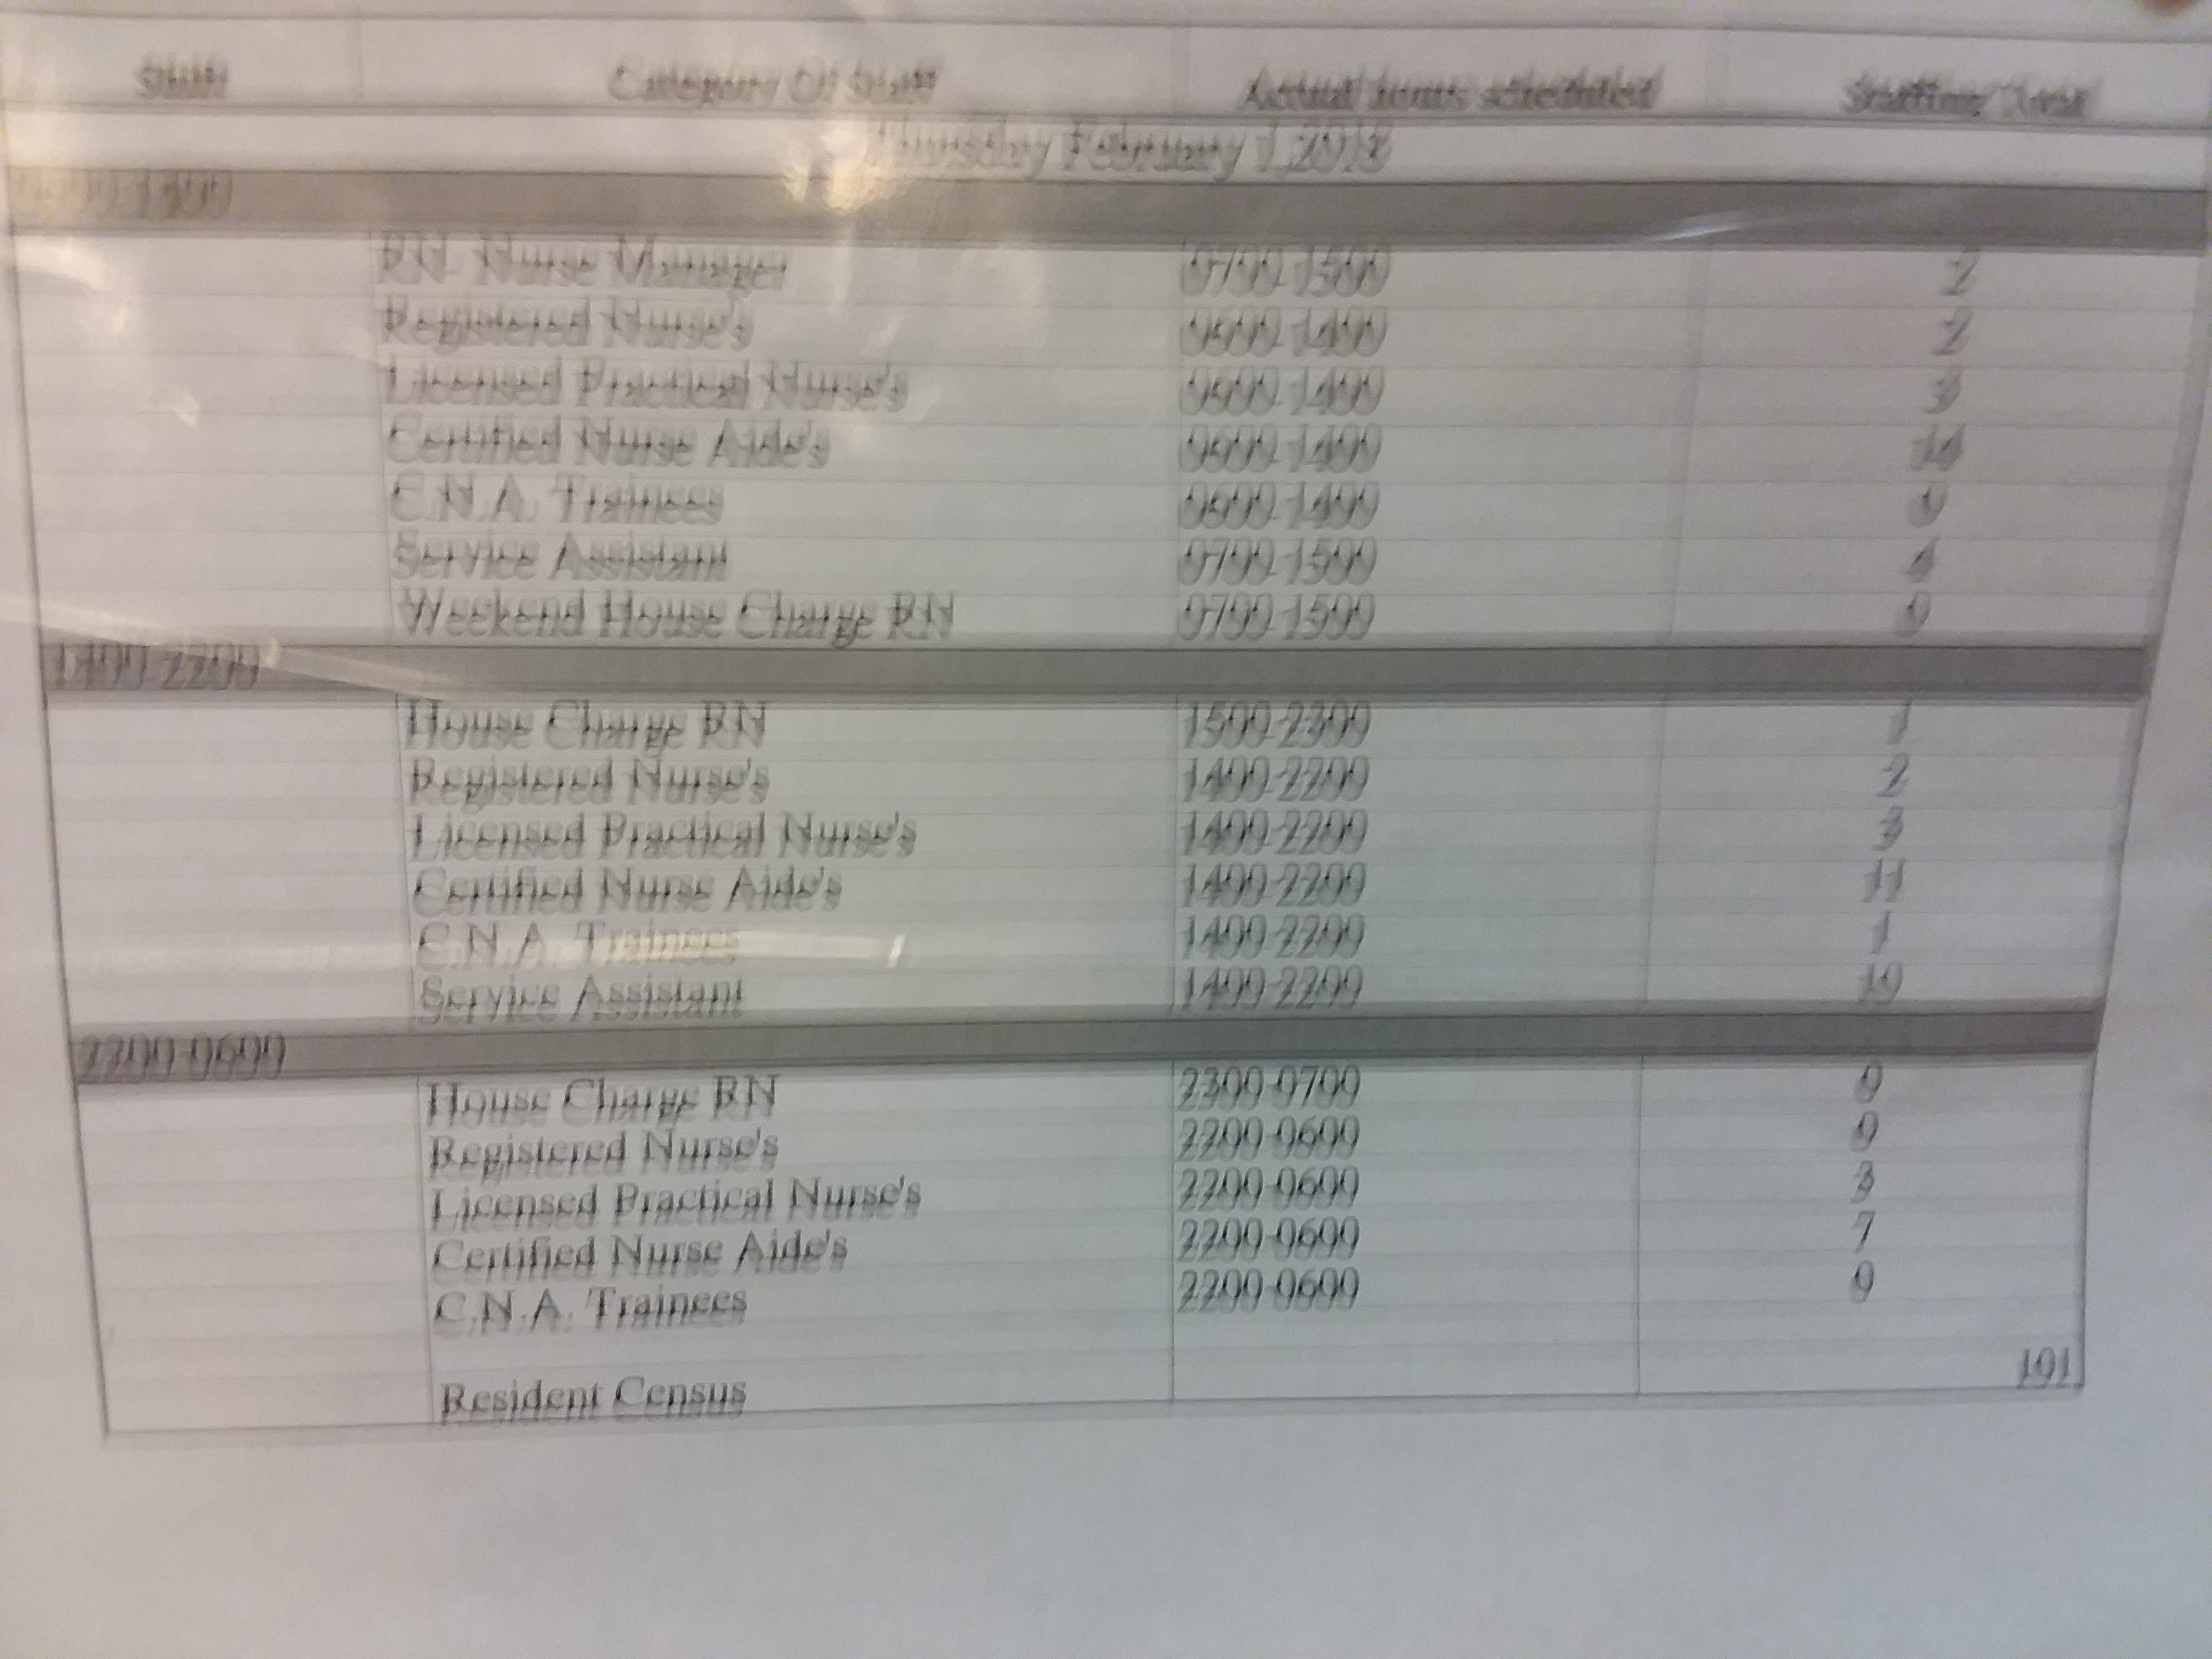 Shift Category Of Staff Actual hours scheduled Staffing Total
Thursday February 1,2018
RN Nurse Manager 0700-1500 2
Registered Nurse's 0600-1400 2
Licensed Practical Nurse's 0600-1400 3
Certified Nurse Aide's 0600-1400 14
C.N.A. Trainees 0600-1400
Service Assistant 0700-1500 4
Weekend House Charge RN 0700-1500 0
1400-2200
House Charge RN 1500-2300 1
Registered Nurse's 1400-2200 2
Licensed Practical Nurse's 1400-2200 3
Certified Nurse Aide's 1400-2200 11
C.N.A. Trainees 1400-2200 1
Service Assistant 1400-2200 10
2200-0600
House Charge RN 2300-0700 0
Registered Nurse's 2200-0600 0
Licensed Practical Nurse's 2200-0600 3
Certified Nurse Aide's 2200-0600 7
C.N.A. Trainees 2200-0600 0
Resident Census 101